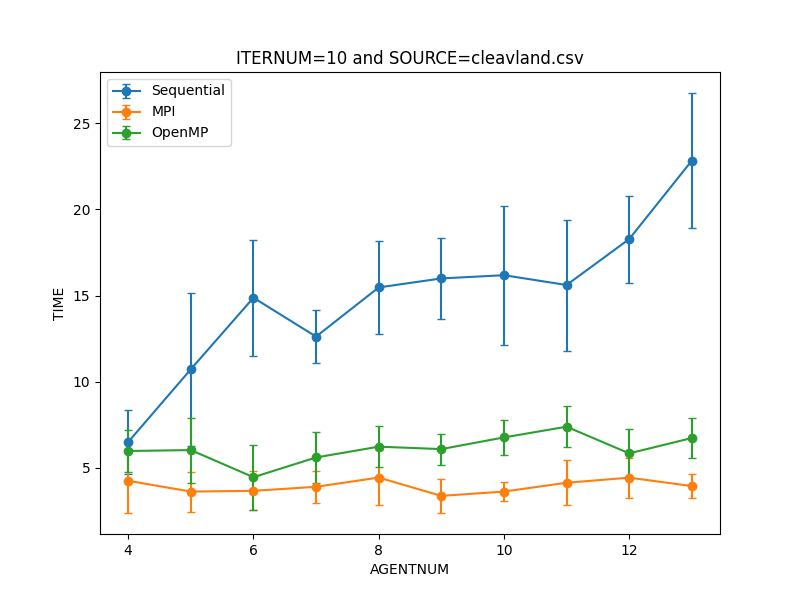 ITERNUM=10 and SOURCE=cleavland.csv
Sequential
MPI
OpenMP
25
20
15
10
5
TIME
4 6 8 10 12
AGENTNUM